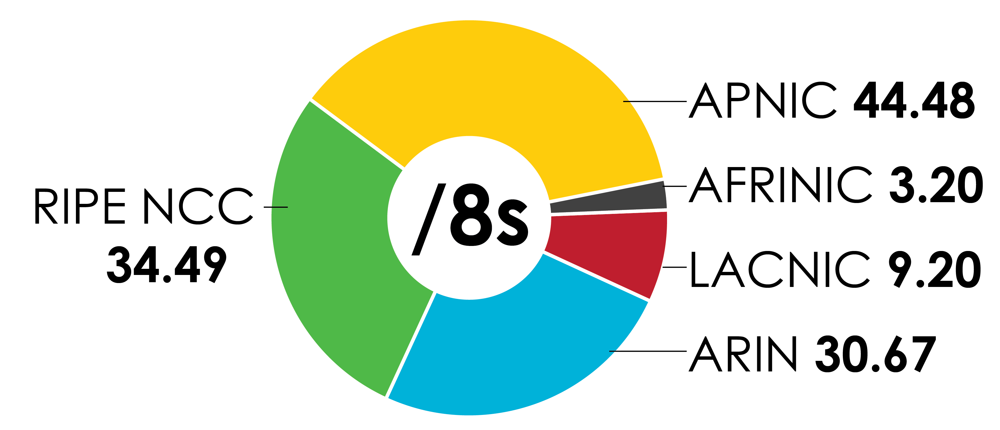 APNIC 44.48
AFRINIC 3.20
RIPE NCC
34.49
/8s
LACNIC 9.20
ARIN 30.67